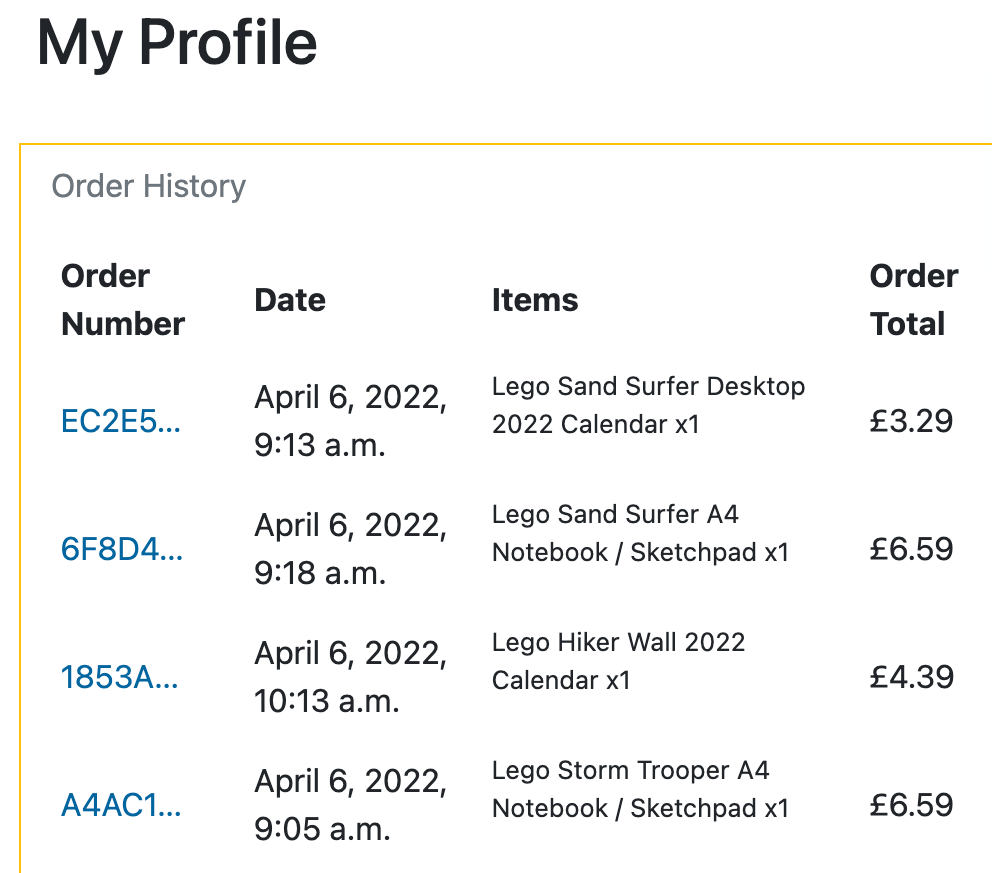 My Profile
Order History
Order
Number
Date
Items
Order
Total
EC2E5...
April 6, 2022,
9:13 a.m.
Lego Sand Surfer Desktop
2022 Calendar x1
£3.29
6F8D4...
April 6, 2022,
9:18 a.m.
Lego Sand Surfer A4
Notebook / Sketchpad x1
£6.59
1853A...
April 6, 2022,
10:13 a.m.
Lego Hiker Wall 2022
Calendar x1
£4.39
A4AC1...
April 6, 2022,
9:05 a.m.
Lego Storm Trooper A4
Notebook / Sketchpad x1
£6.59